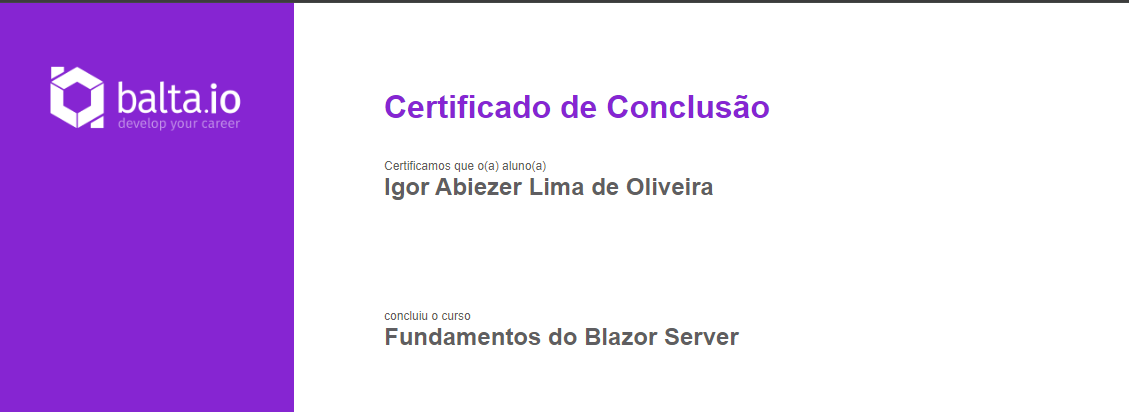 balta.io
develop your career
Certificado de Conclusão
Certificamos que o(a) aluno(a)
Igor Abiezer Lima de Oliveira
concluiu o curso
Fundamentos do Blazor Server